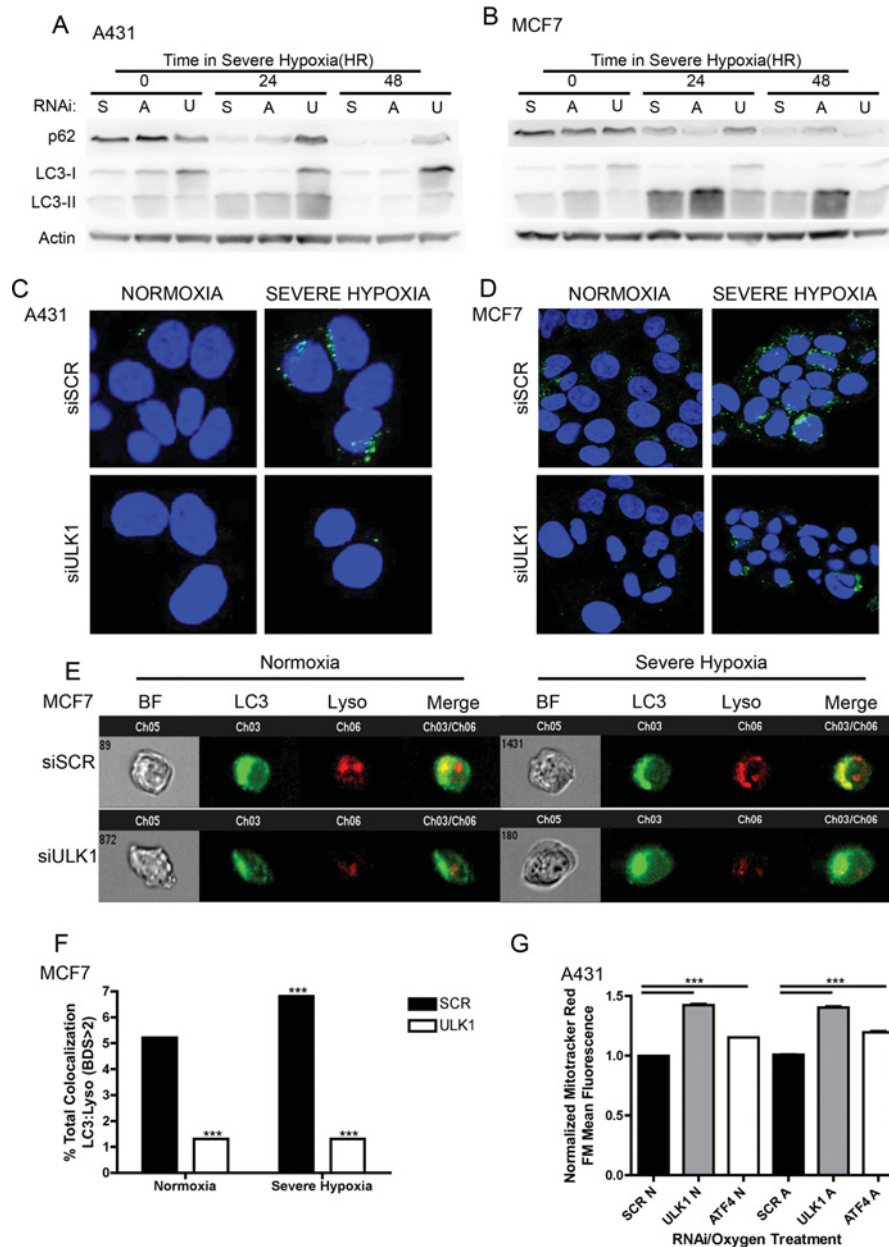 A
A431
Time in Severe Hypoxia(HR)
0 24 48
RNAi: S A U S A U S A U
p62
LC3-I
LC3-II
Actin
B
MCF7
Time in Severe Hypoxia(HR)
0 24 48
S A U S A U S A U
C
A431
NORMOXIA SEVERE HYPOXIA
siSCR
siULK1
D
MCF7
NORMOXIA SEVERE HYPOXIA
siSCR
siULK1
E
Normoxia Severe Hypoxia
MCF7 BF LC3 Lyso Merge BF LC3 Lyso Merge
Ch05 Ch03 Ch06 Ch03/Ch06 Ch05 Ch03 Ch06 Ch03/Ch06
siSCR 89 1431
Ch05 Ch03 Ch06 Ch03/Ch06 Ch05 Ch03 Ch06 Ch03/Ch06
siULK1 872 180
F
MCF7
% Total Colocalization
LC3:Lyso (BDS>2)
7
6
5
4
3
2
1
0
***
***
***
Normoxia Severe Hypoxia
SCR
ULK1
G
A431
Normalized Mitotracker Red
FM Mean Fluorescence
1.5
1.0
0.5
0.0
*** ***
SCR N ULK1 N ATF4 N SCR A ULK1 A ATF4 A
RNAi/Oxygen Treatment